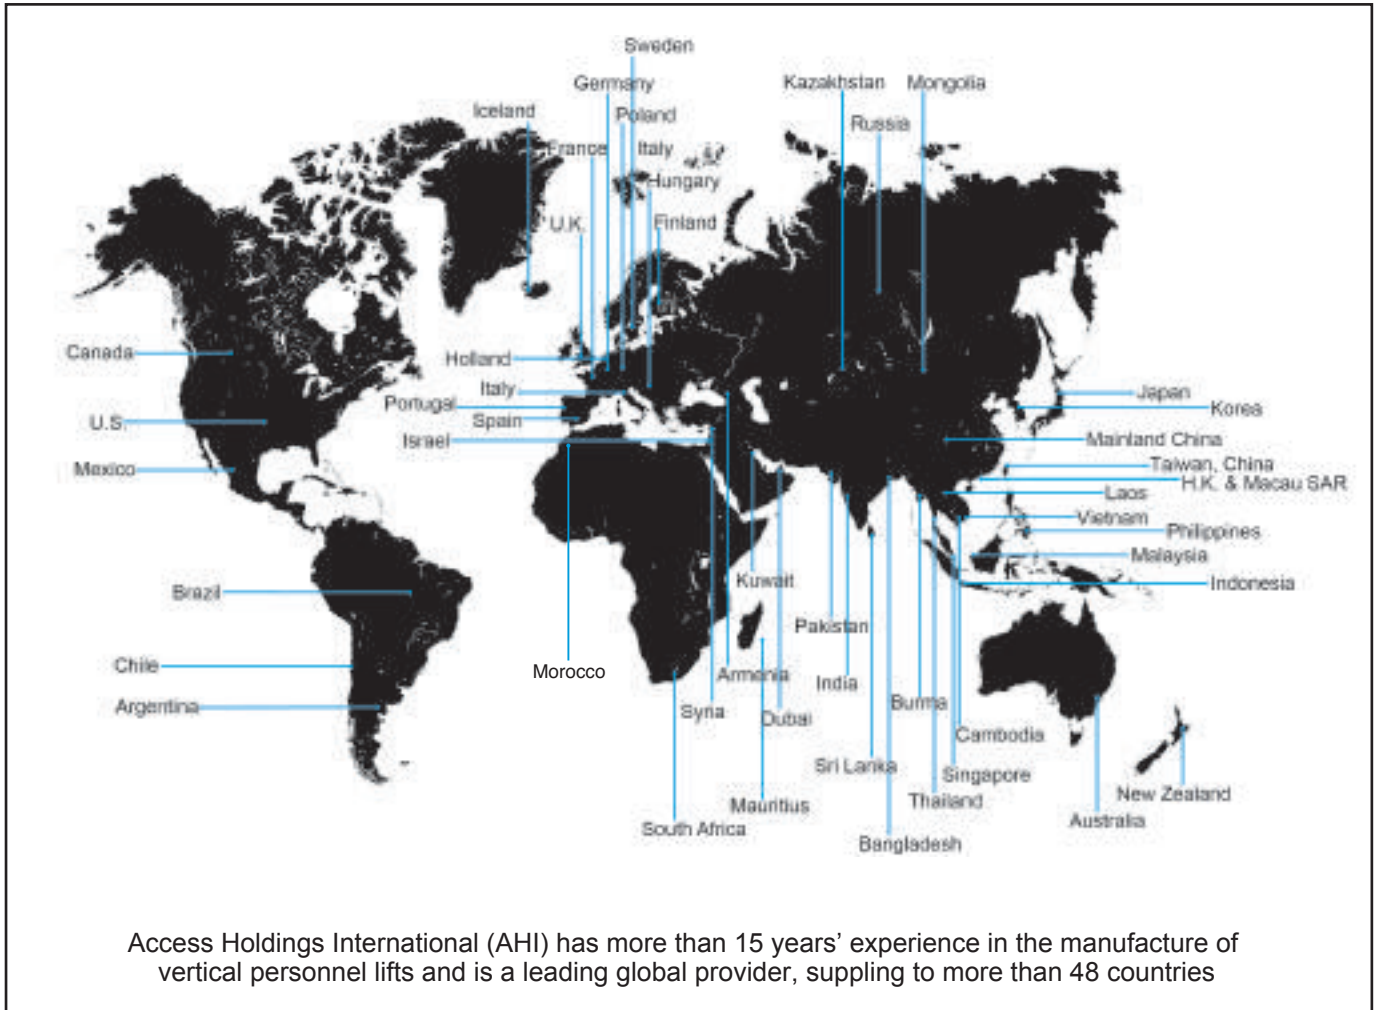 Sweden
Germany
Kazakhstan
Mongolia
Iceland
Poland
Russia
France
Italy
Hungary
U.K.
Finland
Canada
Holland
Italy
Japan
Portugal
Korea
U.S.
Spain
Israel
Mainland China
Mexico
Taiwan, China
H.K. & Macau SAR
Laos
Vietnam
Philippines
Malaysia
Kuwait
Indonesia
Brazil
Pakistan
Chile
Morocco
Armenia
India
Argentina
Syria
Dubai
Burma
Cambodia
Sri Lanka
Singapore
New Zealand
Mauritius
Thailand
South Africa
Australia
Bangladesh
Access Holdings International (AHI) has more than 15 years’ experience in the manufacture of
vertical personnel lifts and is a leading global provider, suppling to more than 48 countries